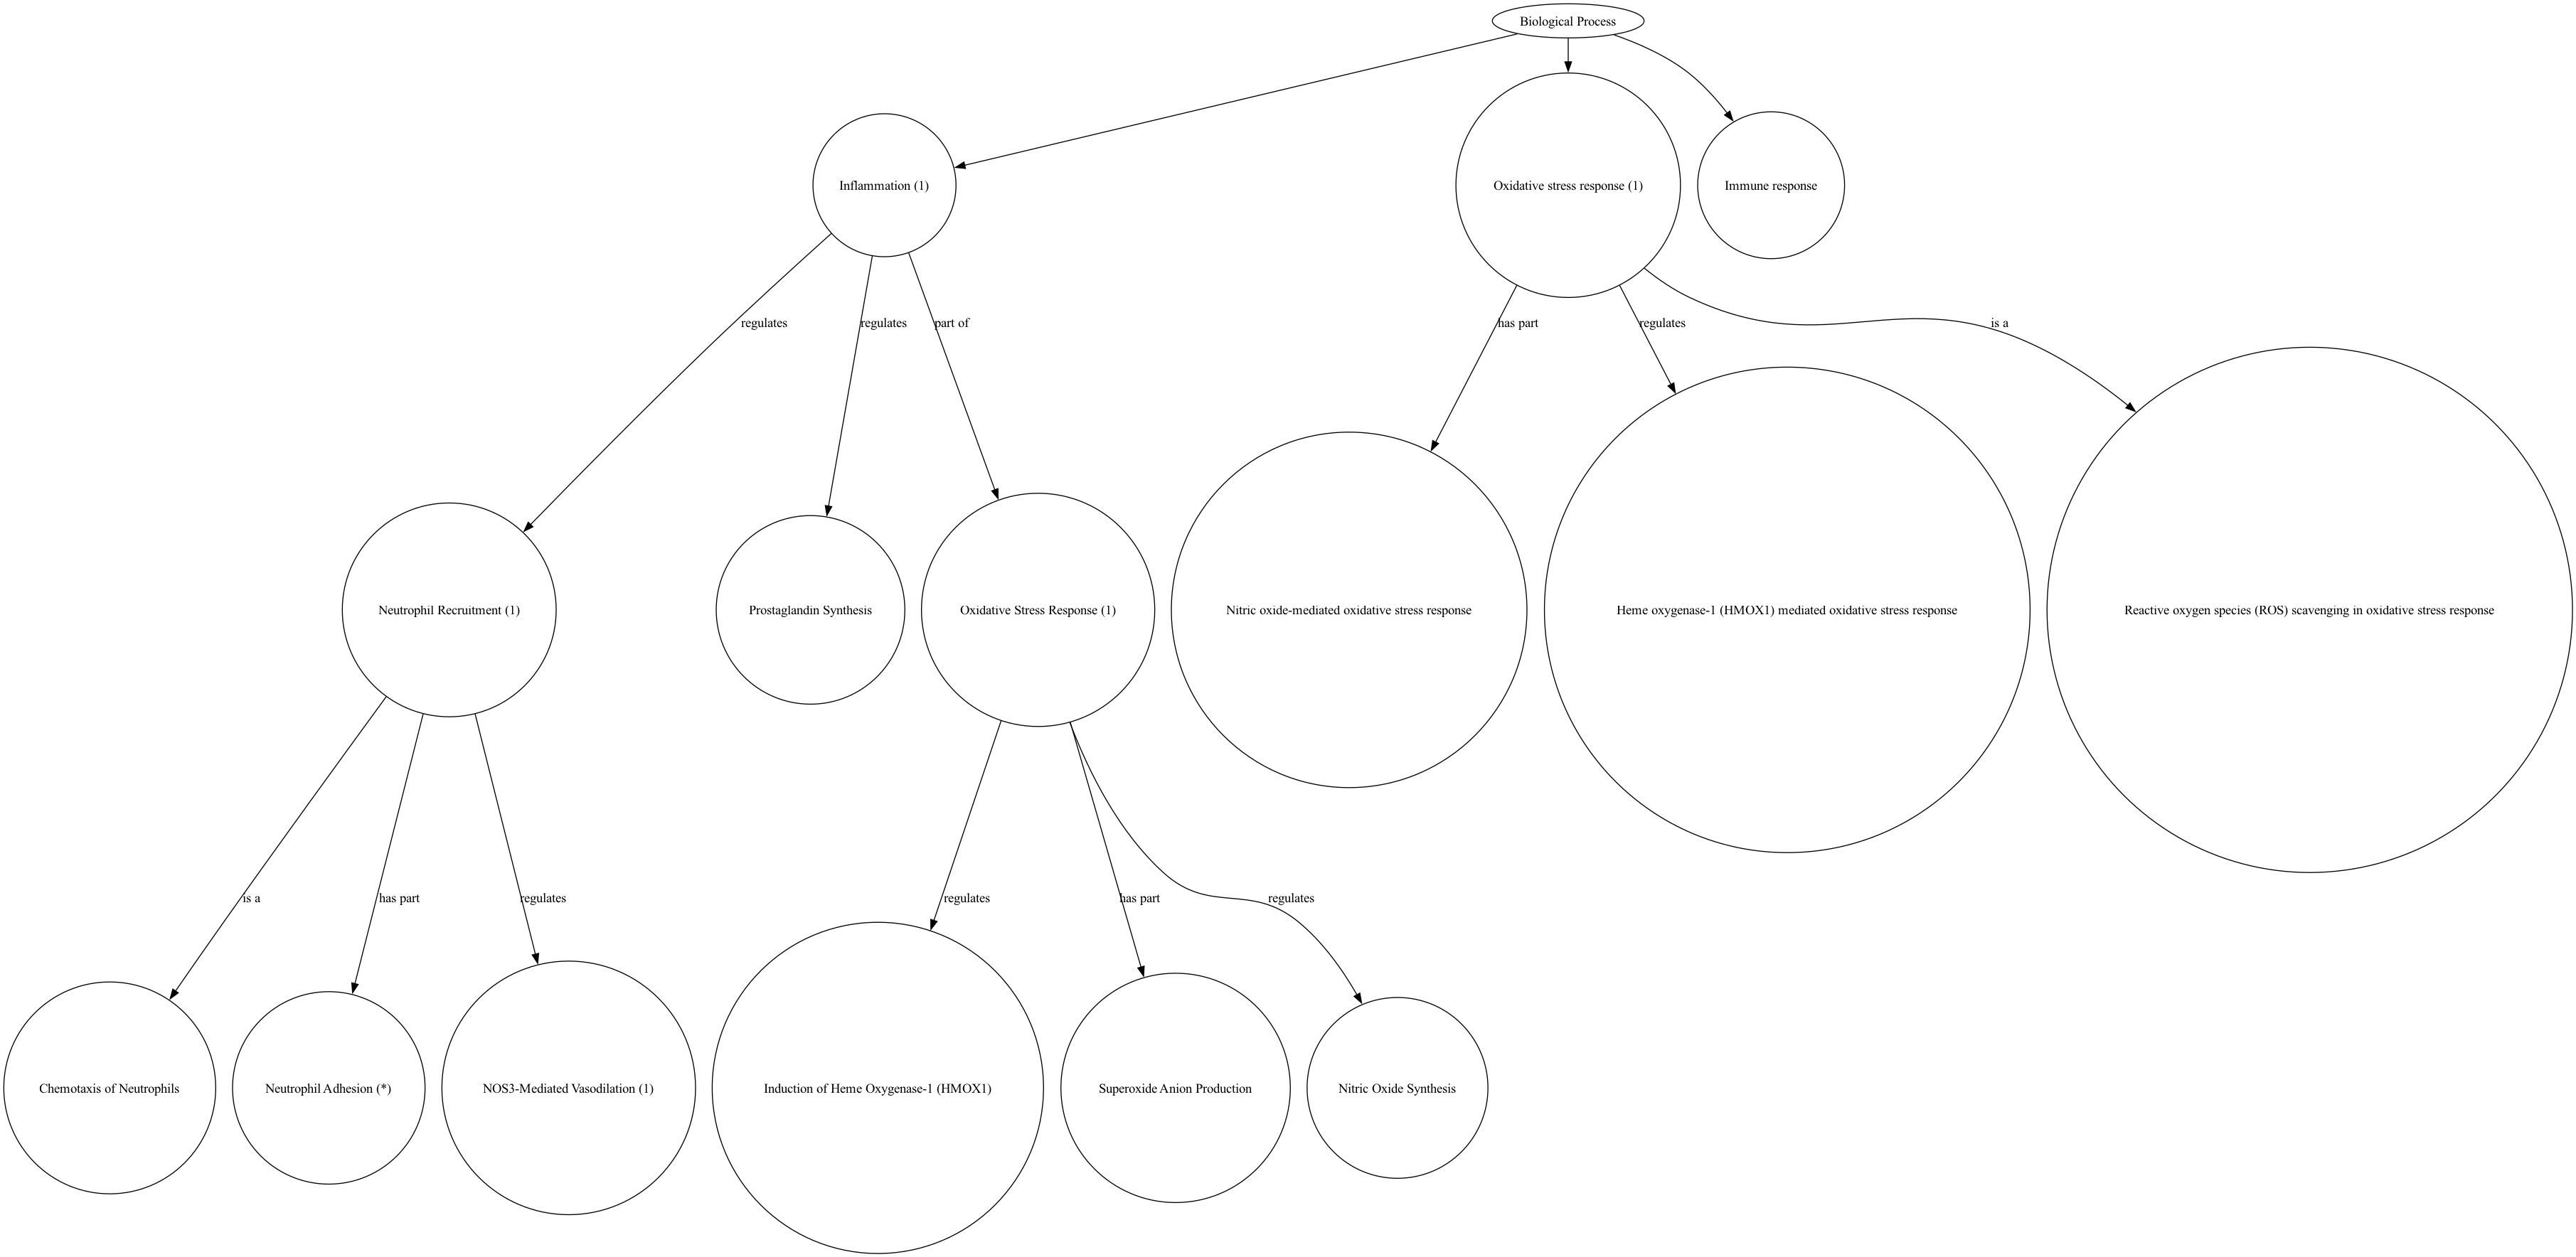 Biological Process
Inflammation (1)
Oxidative stress response (1)
Immune response
regulates
regulates
part of
has part
regulates
is a
Neutrophil Recruitment (1)
Prostaglandin Synthesis
Oxidative Stress Response (1)
Nitric oxide-mediated oxidative stress response
Heme oxygenase-1 (HMOX1) mediated oxidative stress response
Reactive oxygen species (ROS) scavenging in oxidative stress response
is a
has part
regulates
regulates
has part
regulates
Chemotaxis of Neutrophils
Neutrophil Adhesion (*)
NOS3-Mediated Vasodilation (1)
Induction of Heme Oxygenase-1 (HMOX1)
Superoxide Anion Production
Nitric Oxide Synthesis